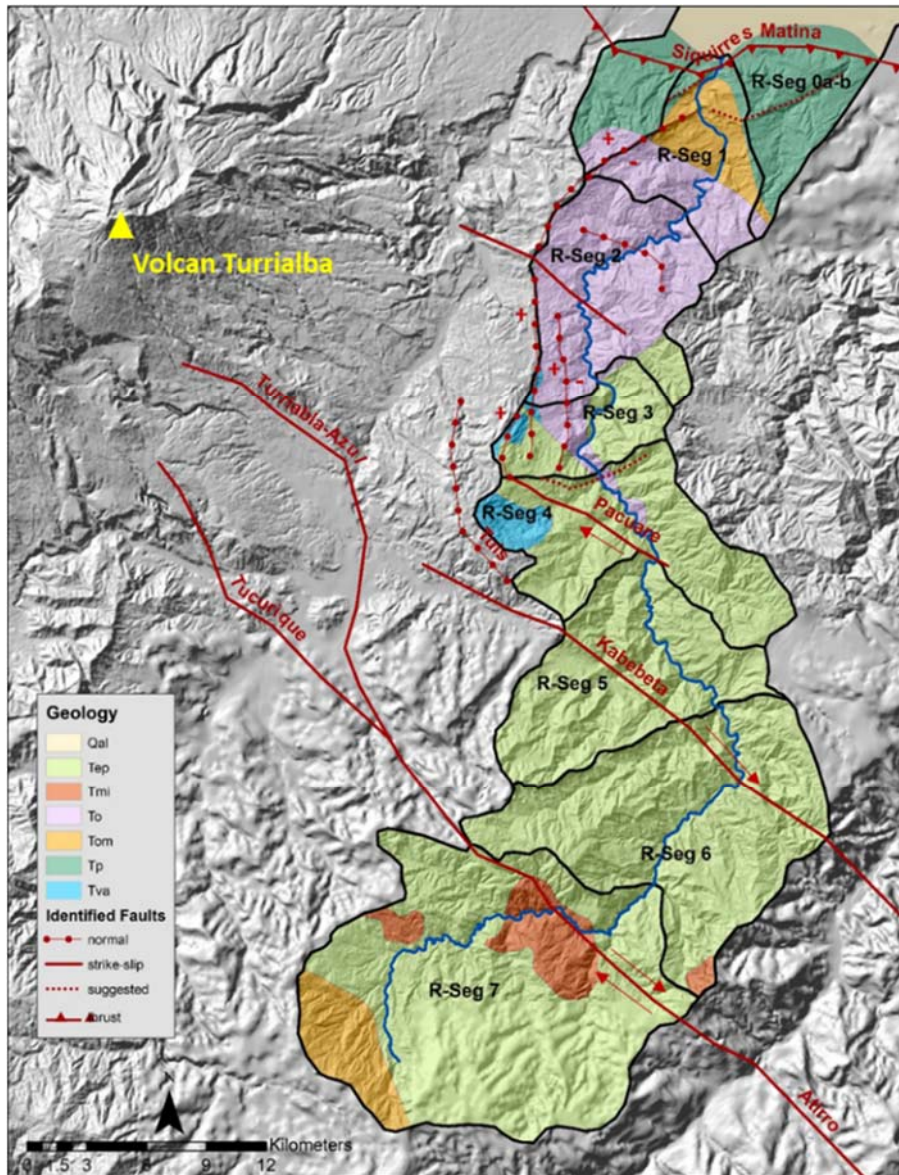 Siquirres Matina
R-Seg 0a-b
R-Seg 1
Volcan Turrialba
R-Seg 2
Turrialba-Azul
R-Seg 3
R-Seg 4
Pacuare
Tuis
Tucurique
Kabebeta
R-Seg 5
R-Seg 6
R-Seg 7
Atirro
+
-
+
+
-
+
Geology
Qal
Tep
Tmi
To
Tom
Tp
Tva
Identified Faults
normal
strike-slip
suggested
thrust
Kilometers
0 1.5 3 6 9 12